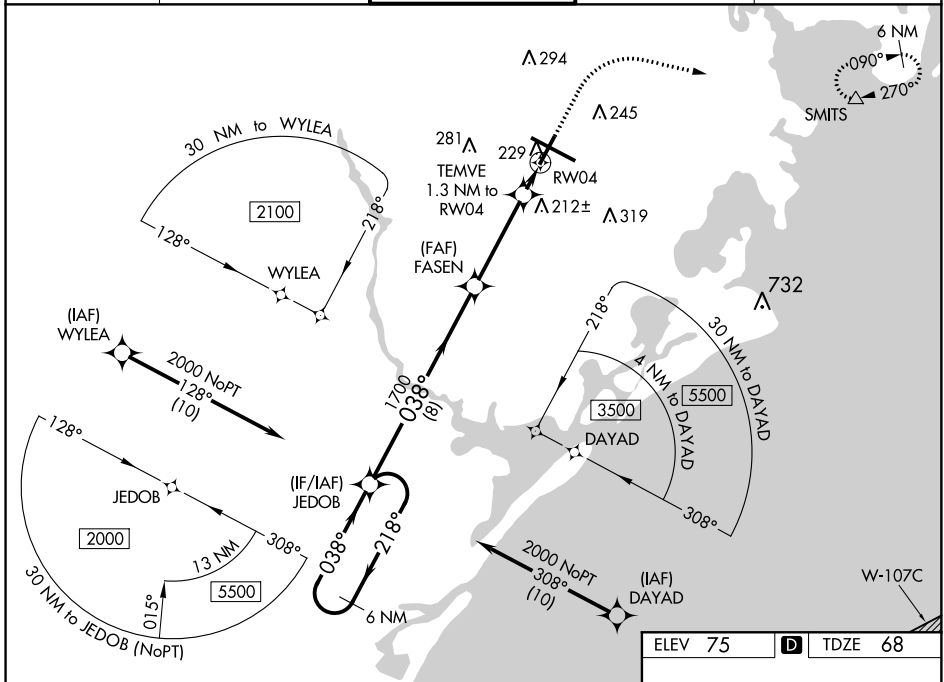 6 NM
090°
270°
SMITS
294
245
281
229
TEMVE
1.3 NM to
RW04
RW04
212±
319
30 NM to WYLEA
2100
128°
218°
WYLEA
(FAF)
FASEN
732
(IAF)
WYLEA
2000 NoPT
128°
(10)
1700
038°
(8)
218°
30 NM to DAYAD
4 NM to DAYAD
5500
3500
DAYAD
308°
128°
JEDOB
(IF/IAF)
JEDOB
308°
2000
13 NM
5500
015°
30 NM to JEDOB (NoPT)
038°
218°
6 NM
2000 NoPT
308°
(10)
(IAF)
DAYAD
W-107C
ELEV 75 D TDZE 68